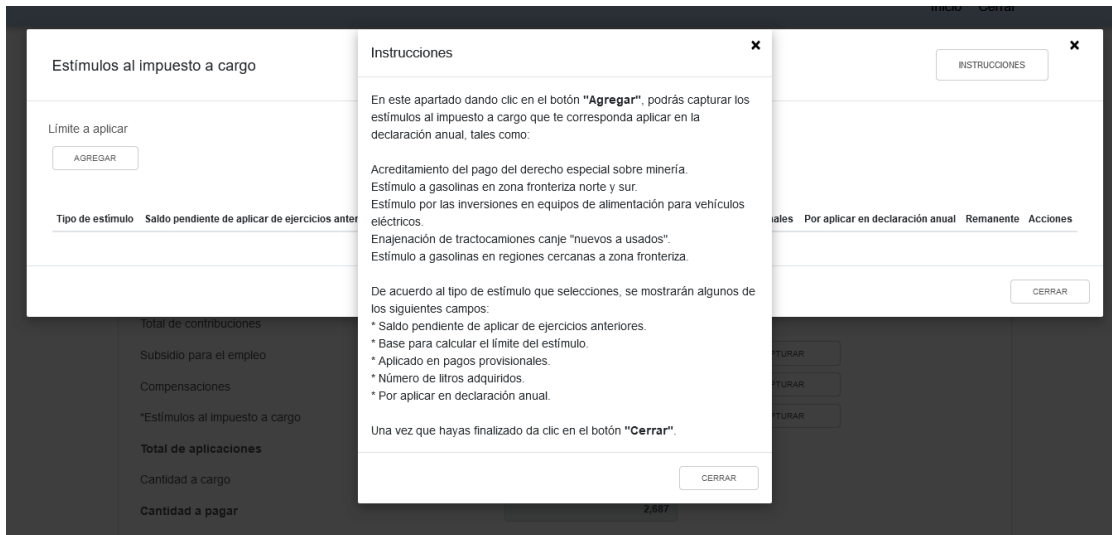 Inicio Cerrar
Estímulos al impuesto a cargo
INSTRUCCIONES
Límite a aplicar
AGREGAR
Tipo de estímulo Saldo pendiente de aplicar de ejercicios Por aplicar en declaración anual Remanente Acciones
CERRAR
Instrucciones
En este apartado dando clic en el botón "Agregar", podrás capturar los
estímulos al impuesto a cargo que te corresponda aplicar en la
declaración anual, tales como:
Acreditamiento del pago del derecho especial sobre minería.
Estímulo a gasolinas en zona fronteriza norte y sur.
Estímulo por las inversiones en equipos de alimentación para vehículos
eléctricos.
Enajenación de tractocamiones canje "nuevos a usados".
Estímulo a gasolinas en regiones cercanas a zona fronteriza.
De acuerdo al tipo de estímulo que selecciones, se mostrarán algunos de
los siguientes campos:
* Saldo pendiente de aplicar de ejercicios anteriores.
* Base para calcular el límite del estímulo.
* Aplicado en pagos provisionales.
* Número de litros adquiridos.
* Por aplicar en declaración anual.
Una vez que hayas finalizado da clic en el botón "Cerrar".
CERRAR
Total de contribuciones
Subsidio para el empleo
Compensaciones
*Estímulos al impuesto a cargo
Total de aplicaciones
Cantidad a cargo
Cantidad a pagar 2,687